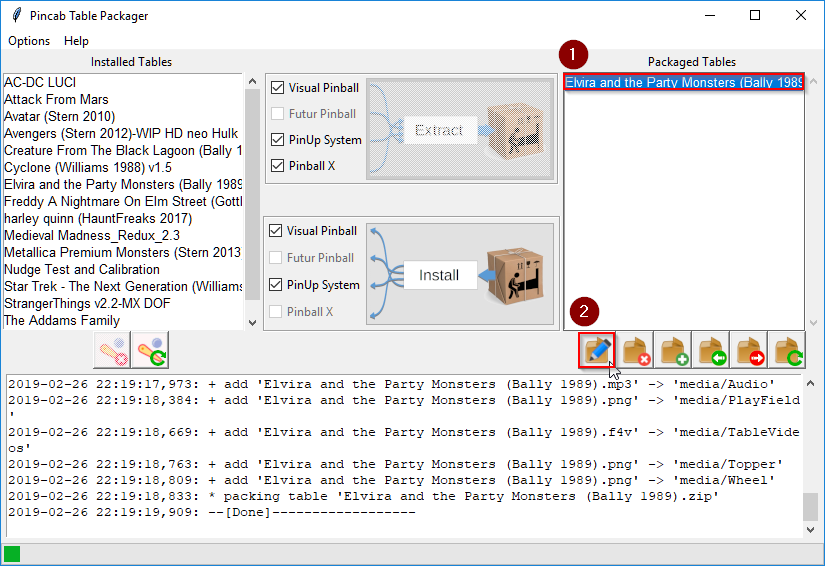 Pincab Table Packager
Options Help
Installed Tables
AC-DC LUCI
Attack From Mars
Avatar (Stern 2010)
Avengers (Stern 2012)-WIP HD neo Hulk
Creature From The Black Lagoon (Bally 1
Cyclone (Williams 1988) v1.5
Elvira and the Party Monsters (Bally 1989
Freddy A Nightmare On Elm Street (Gottl
harley quinn (HauntFreaks 2017)
Medieval Madness_Redux_2.3
Metallica Premium Monsters (Stern 2013
Nudge Test and Calibration
Star Trek - The Next Generation (Williams
StrangerThings v2.2-MX DOF
The Addams Family
Visual Pinball
Futur Pinball
PinUp System
Pinball X
Extract
Visual Pinball
Futur Pinball
PinUp System
Pinball X
Install
1
Packaged Tables
Elvira and the Party Monsters (Bally 1989
2
2019-02-26 22:19:17,973: + add 'Elvira and the Party Monsters (Bally 1989).mp3' -> 'media/Audio'
2019-02-26 22:19:18,384: + add 'Elvira and the Party Monsters (Bally 1989).png' -> 'media/PlayField
'
2019-02-26 22:19:18,669: + add 'Elvira and the Party Monsters (Bally 1989).f4v' -> 'media/TableVide
os'
2019-02-26 22:19:18,763: + add 'Elvira and the Party Monsters (Bally 1989).png' -> 'media/Topper'
2019-02-26 22:19:18,809: + add 'Elvira and the Party Monsters (Bally 1989).png' -> 'media/Wheel'
2019-02-26 22:19:18,833: * packing table 'Elvira and the Party Monsters (Bally 1989).zip'
2019-02-26 22:19:19,909: --[Done]------------------